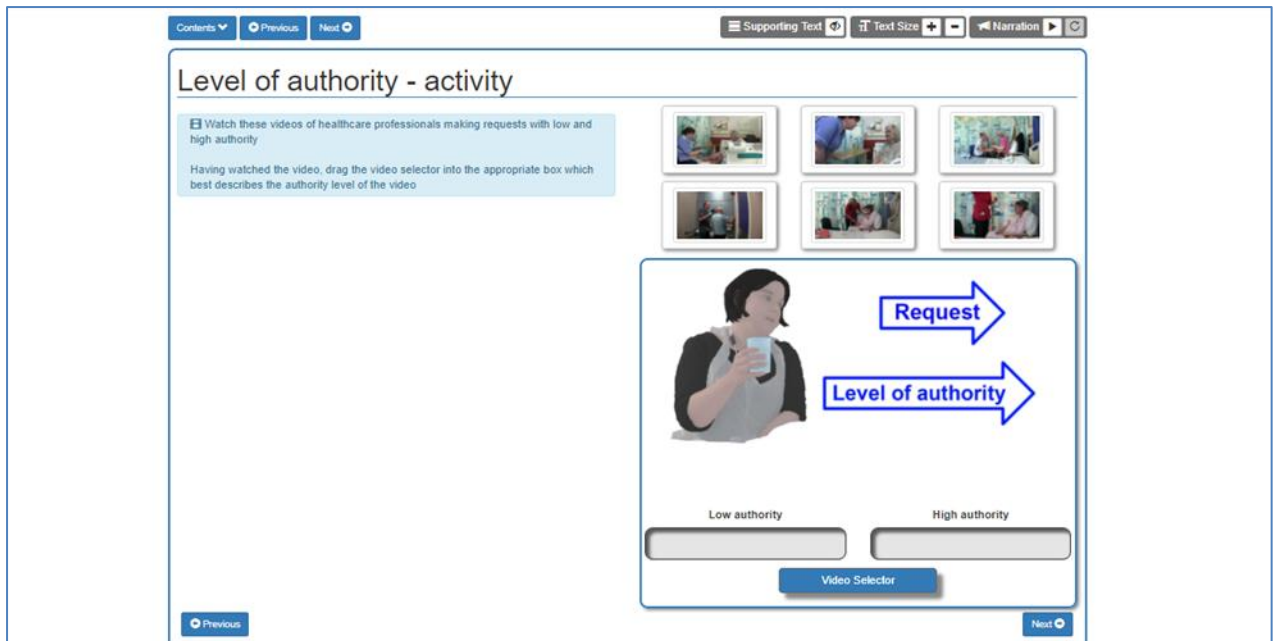 Contents Previous Next Supporting Text Text Size + - Narration
Level of authority - activity
Watch these videos of healthcare professionals making requests with low and
high authority
Having watched the video, drag the video selector into the appropriate box which
best describes the authority level of the video
Request
Level of authority
Low authority High authority
Video Selector
Previous Next